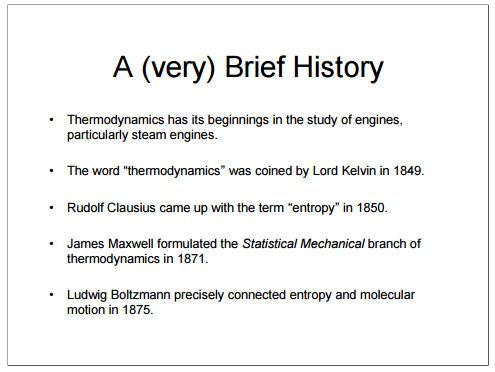 A (very) Brief History
• Thermodynamics has its beginnings in the study of engines,
particularly steam engines.
• The word “thermodynamics” was coined by Lord Kelvin in 1849.
• Rudolf Clausius came up with the term “entropy” in 1850.
• James Maxwell formulated the Statistical Mechanical branch of
thermodynamics in 1871.
• Ludwig Boltzmann precisely connected entropy and molecular
motion in 1875.